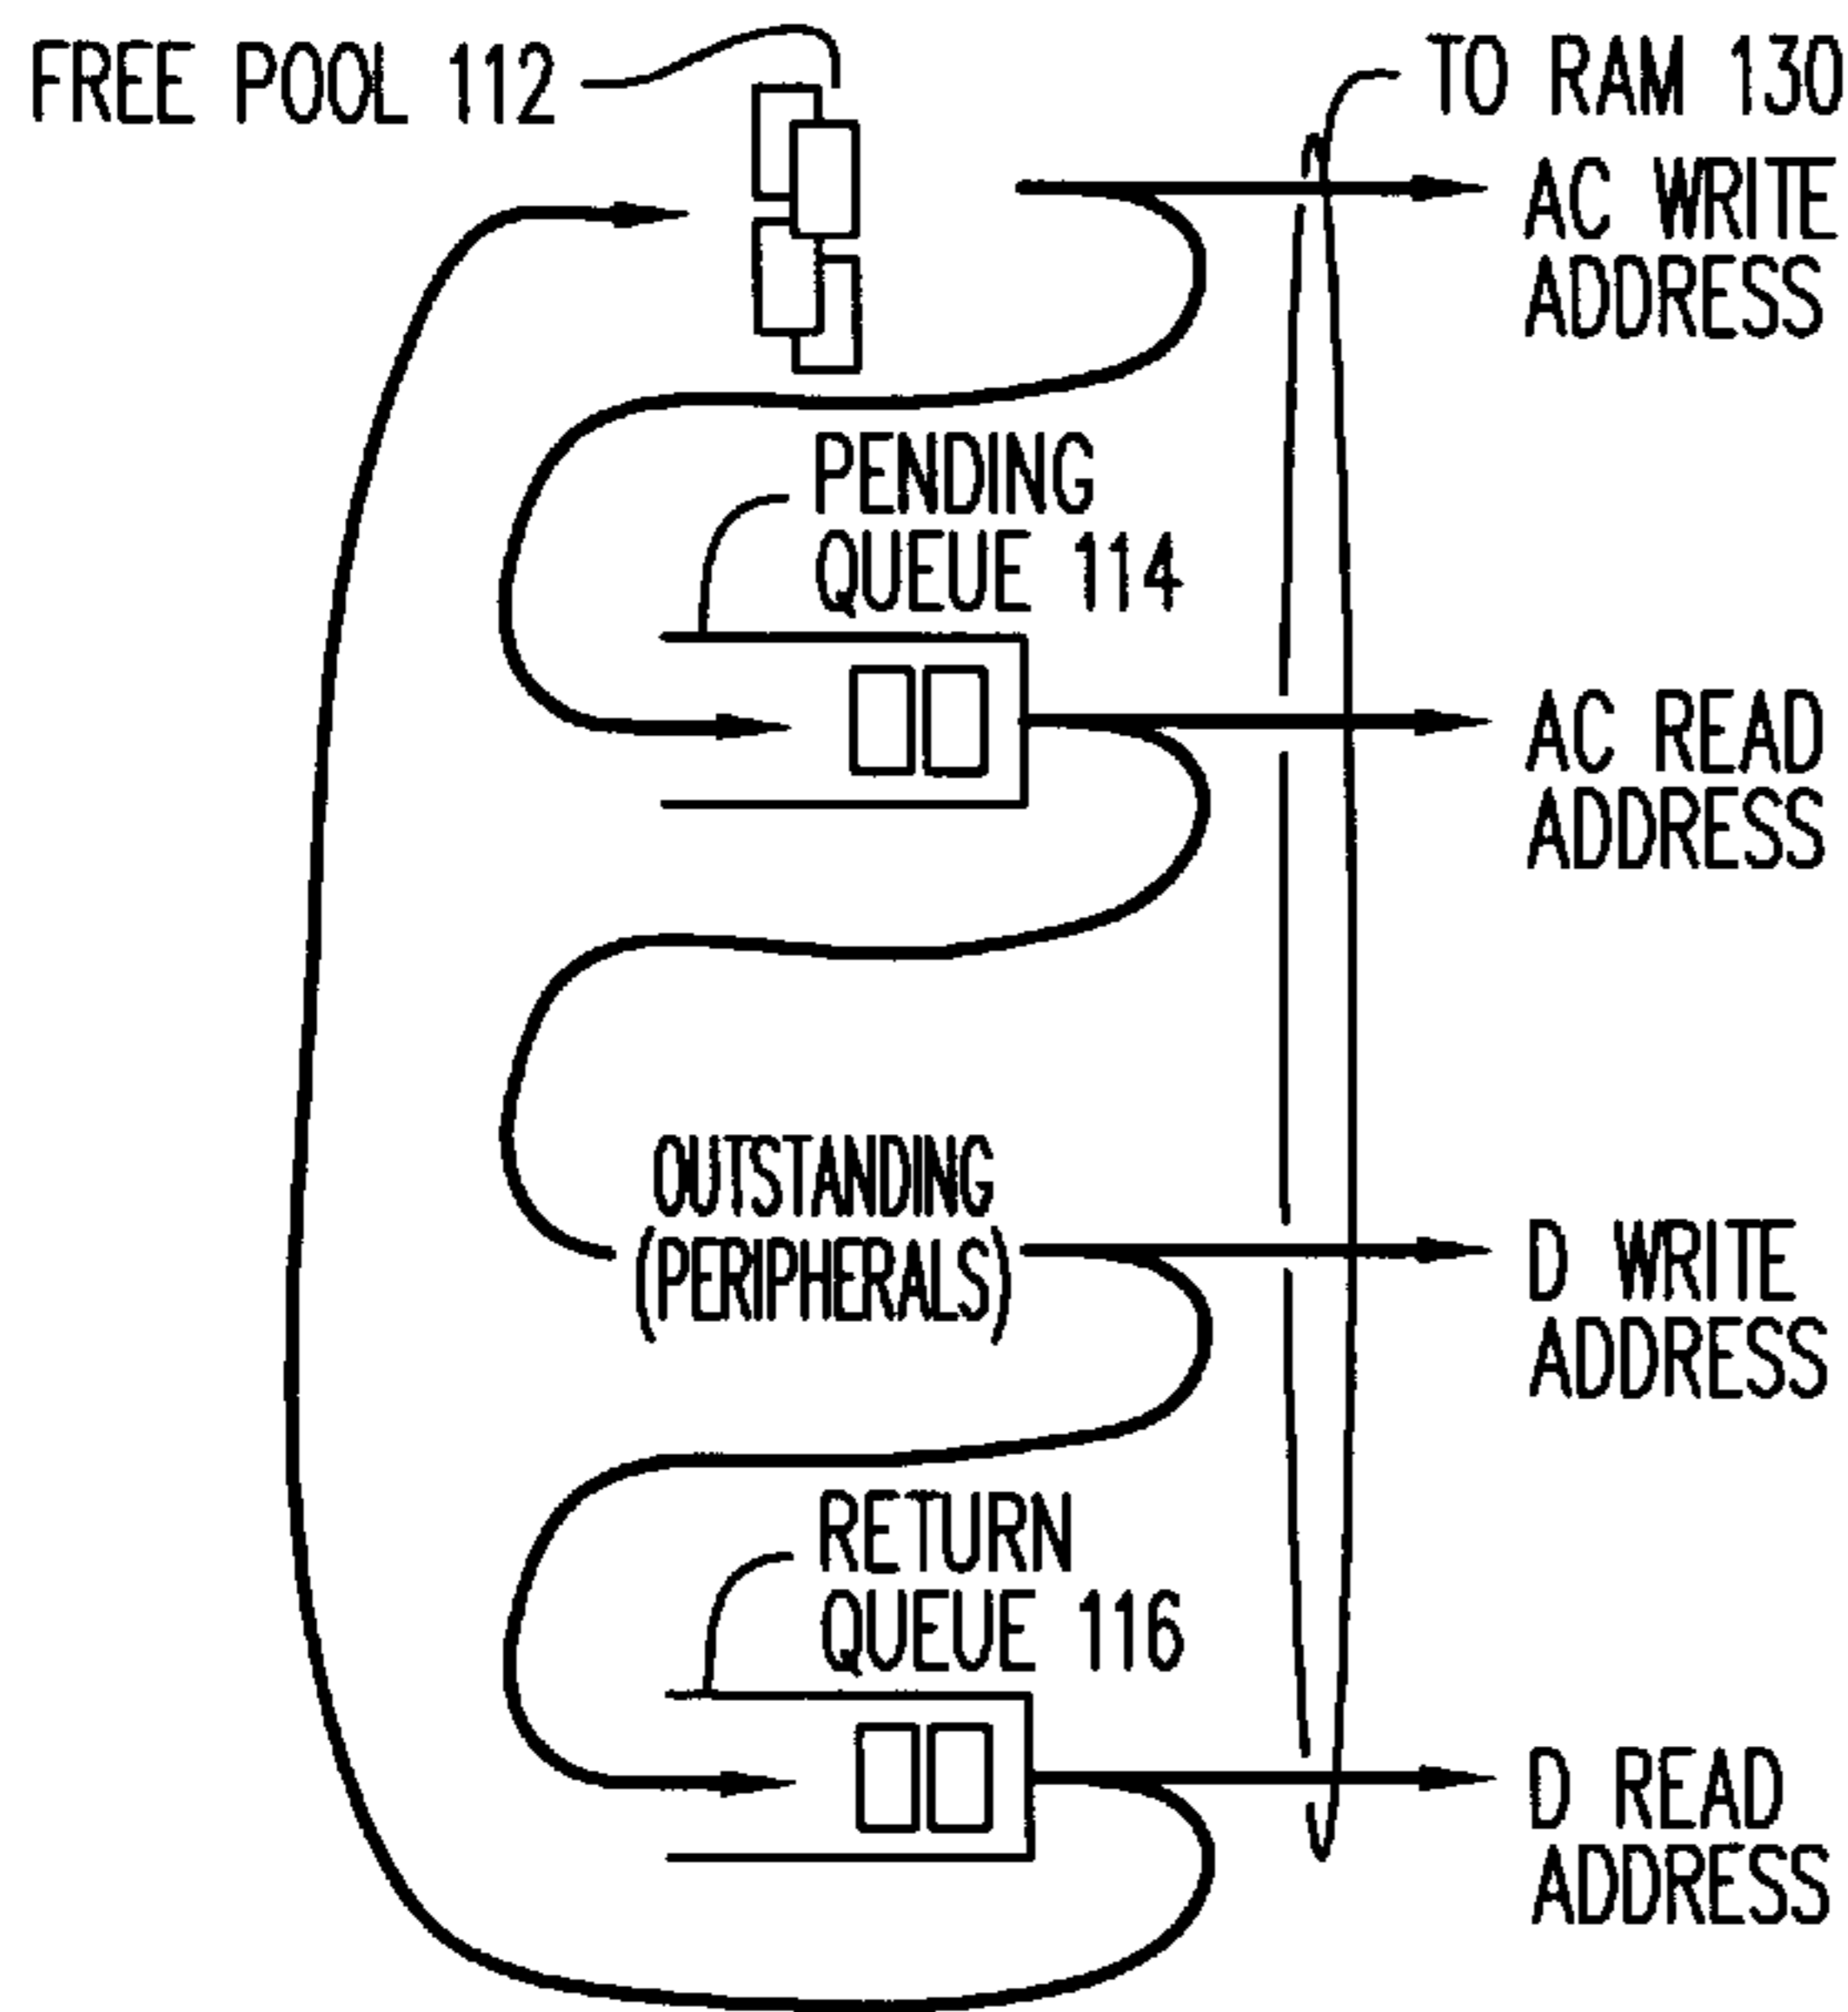 FREE POOL 112
TO RAM 130
AC WRITE
ADDRESS
PENDING
QUEUE 114
AC READ
ADDRESS
OUTSTANDING
(PERIPHERALS)
D WRITE
ADDRESS
RETURN
QUEUE 116
D READ
ADDRESS